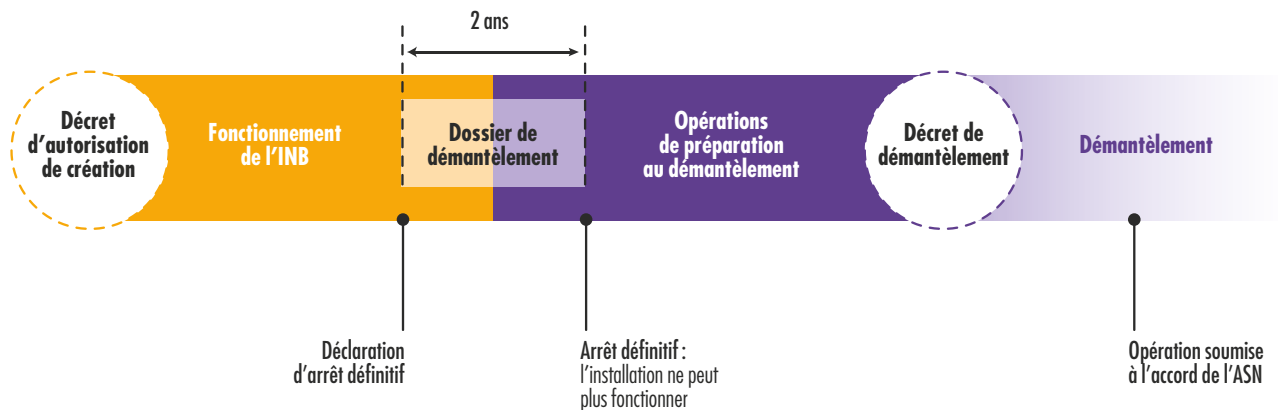 2 ans
Décret
d'autorisation
de création
Fonctionnement
de l'INB
Dossier de
démantèlement
Opérations
de préparation
au démantèlement
Décret de
démantèlement
Démantèlement
Déclaration
d'arrêt définitif
Arrêt définitif :
l'installation ne peut
plus fonctionner
Opération soumise
à l'accord de l'ASN